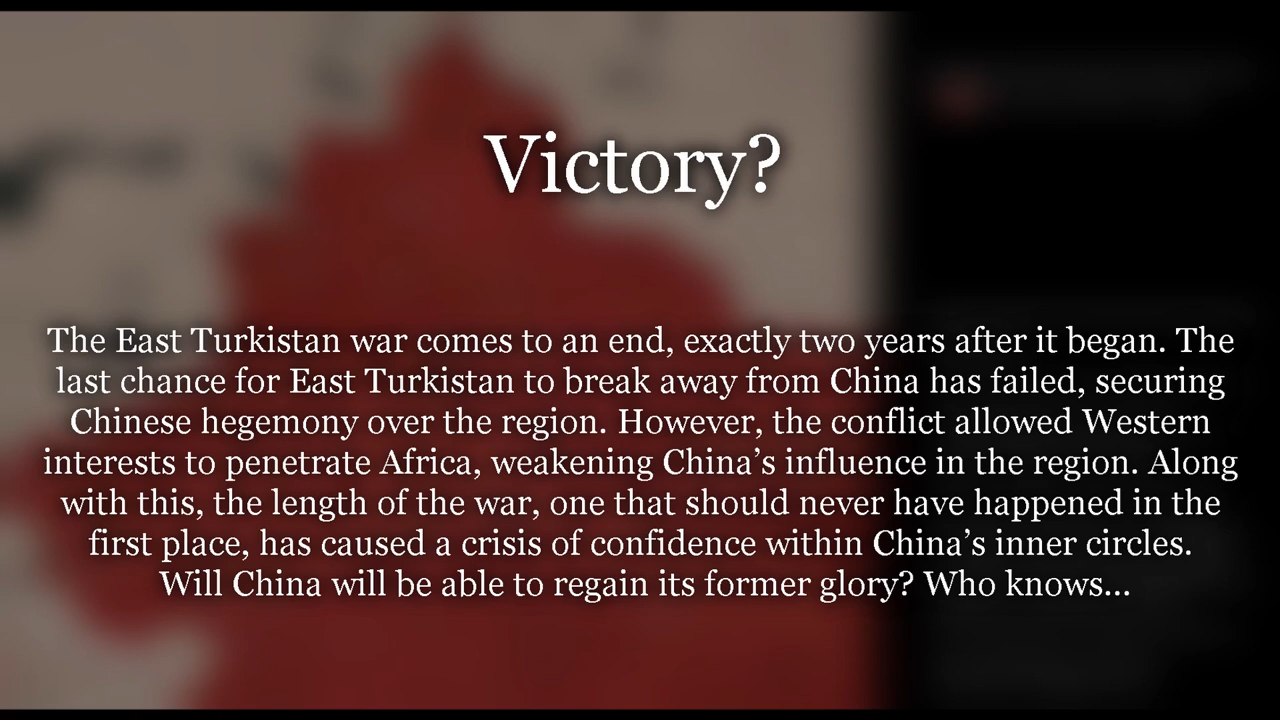 Victory?
The East Turkistan war comes to an end, exactly two years after it began. The
last chance for East Turkistan to break away from China has failed, securing
Chinese hegemony over the region. However, the conflict allowed Western
interests to penetrate Africa, weakening China's influence in the region. Along
with this, the length of the war, one that should never have happened in the
first place, has caused a crisis of confidence within China's inner circles.
Will China will be able to regain its former glory? Who knows...